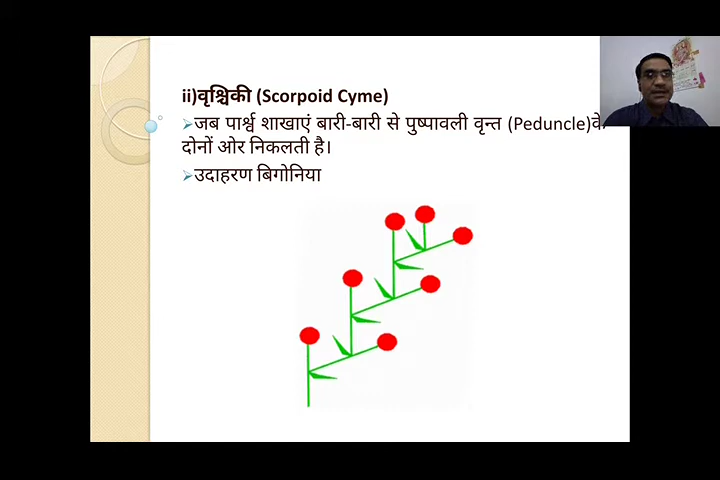 ii)वृश्चिकी (Scorpoid Cyme)
जब पार्श्व शाखाएं बारी-बारी से पुष्पावली वृन्त (Peduncle)के
दोनों ओर निकलती है।
उदाहरण बिगोनिया